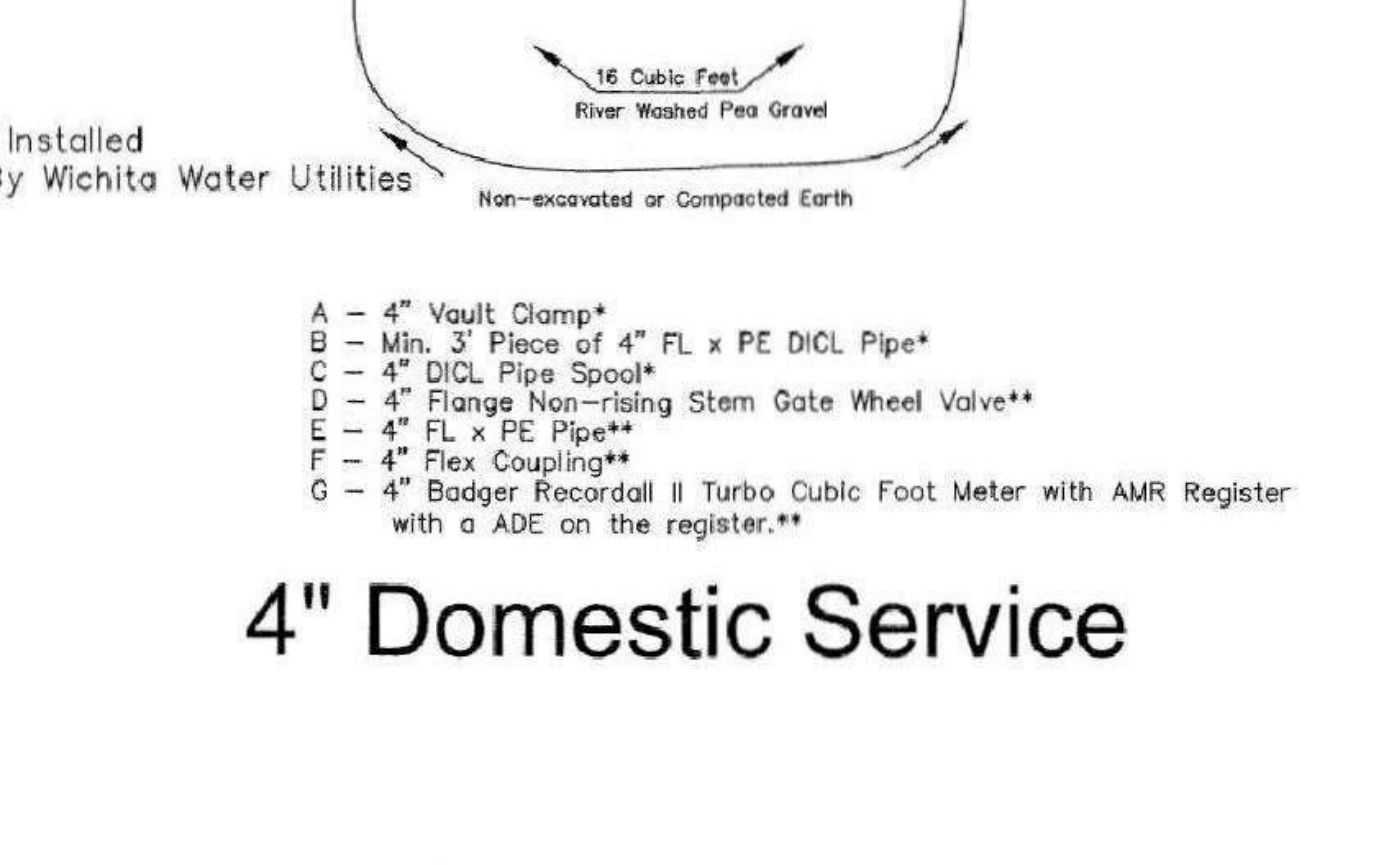 16 Cubic Feet
River Washed Pea Gravel
Installed
By Wichita Water Utilities
Non-excavated or Compacted Earth
A - 4" Vault Clamp*
B - Min. 3' Piece of 4" FL x PE DICL Pipe*
C - 4" DICL Pipe Spool*
D - 4" Flange Non-rising Stem Gate Wheel Valve**
E - 4" FL x PE Pipe**
F - 4" Flex Coupling**
G - 4" Badger Recordall II Turbo Cubic Foot Meter with AMR Register
with a ADE on the register.**
4" Domestic Service